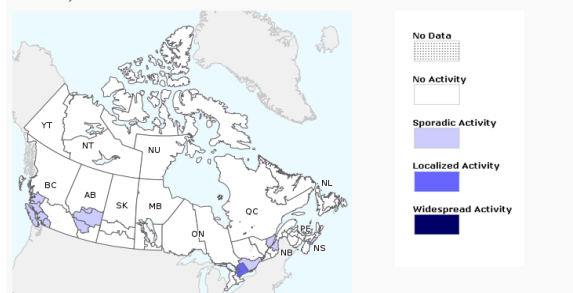 No Data
No Activity
Sporadic Activity
Localized Activity
Widespread Activity
YT
NT
NU
BC
AB
SK
MB
ON
QC
NL
PE
NB
NS